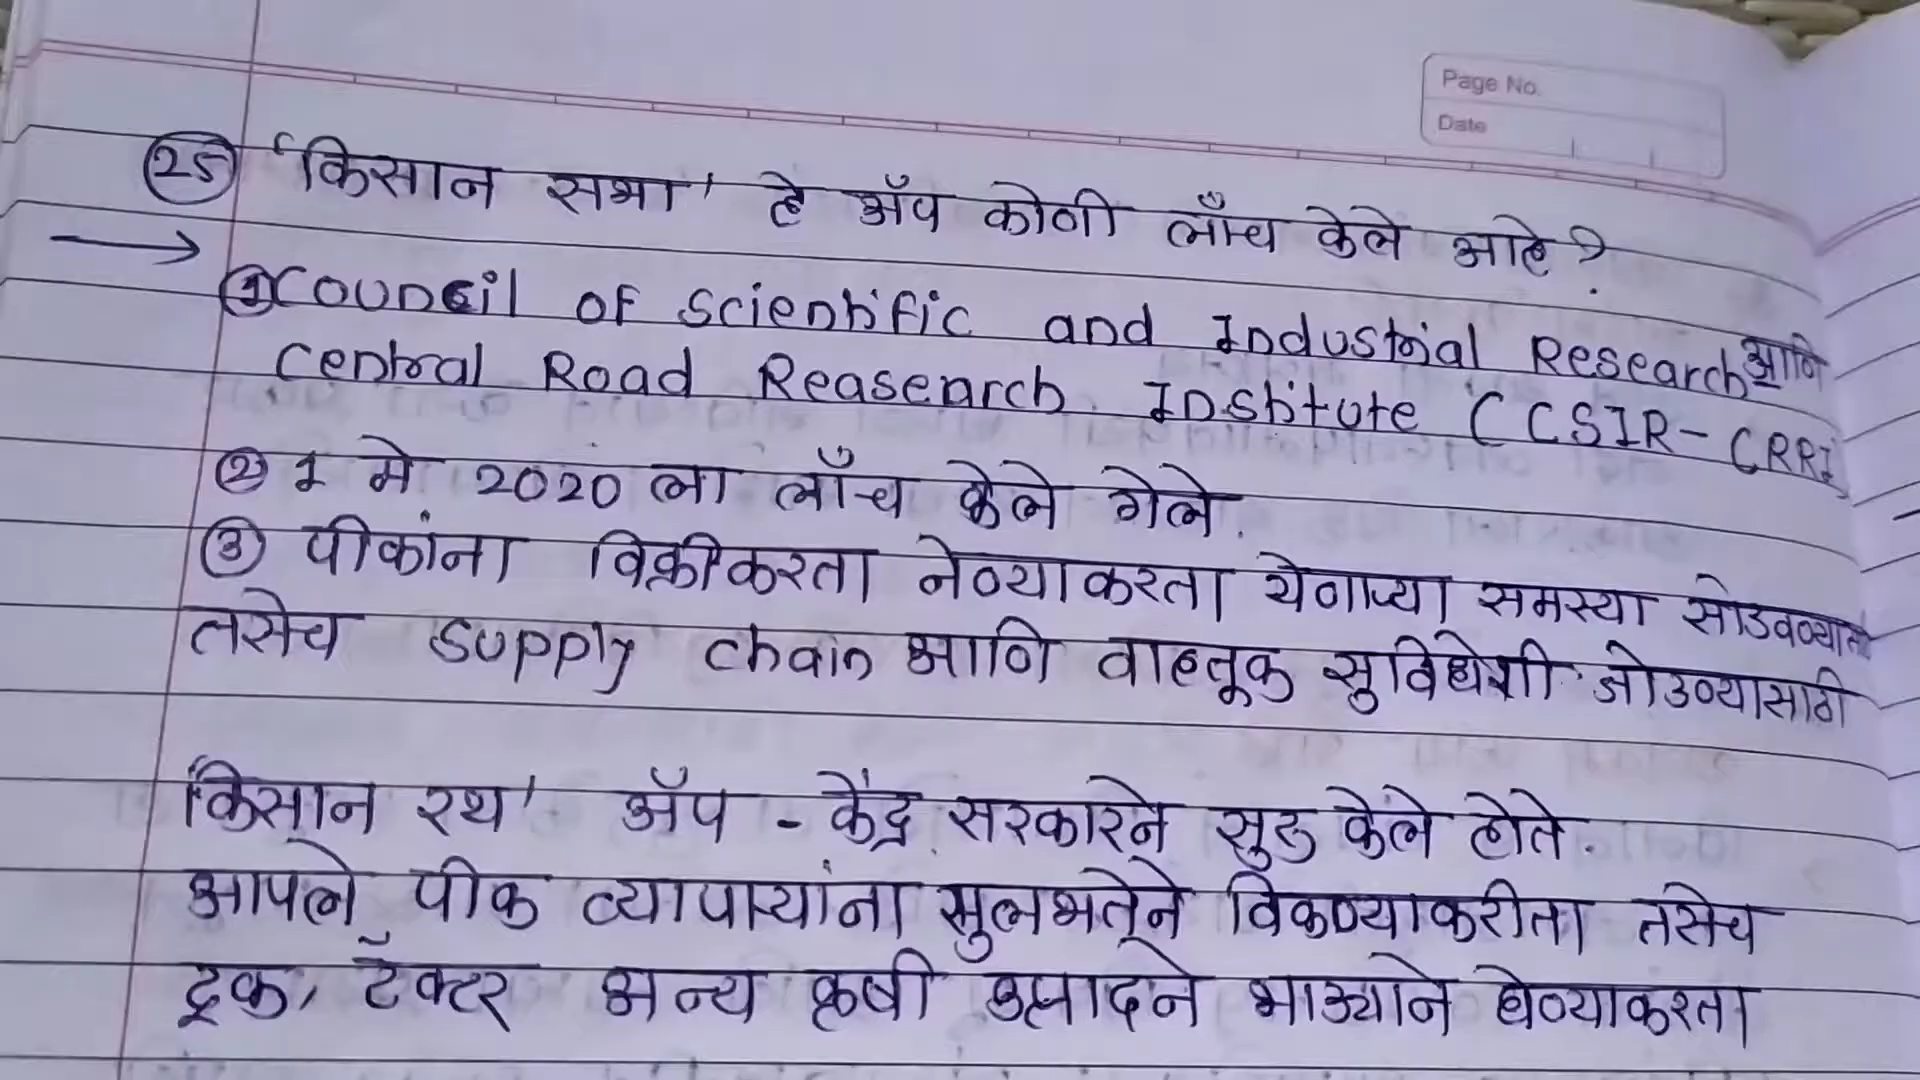 Page No.
Date
25 'किसान सभा' हे ॲप कोणी लाँच केले आहे ?
→
① Council of Scientific and Industrial Research आणि
Central Road Reasearch Institute (CSIR-CRRI)
② 1 मे 2020 ला लाँच केले गेले.
③ पीकांना विक्रीकरता नेण्याकरता येणाऱ्या समस्या सोडवण्यात
तसेच supply chain आणि वाहतूक सुविधेशी जोडण्यासाठी
'किसान रथ' ॲप - केंद्र सरकारने सुरु केले होते.
आपले पीक व्यापाऱ्यांना सुलभतेने विकण्याकरीता तसेच
ट्रक, टॅक्टर अन्य कृषी उत्पादने भाड्याने घेण्याकरता